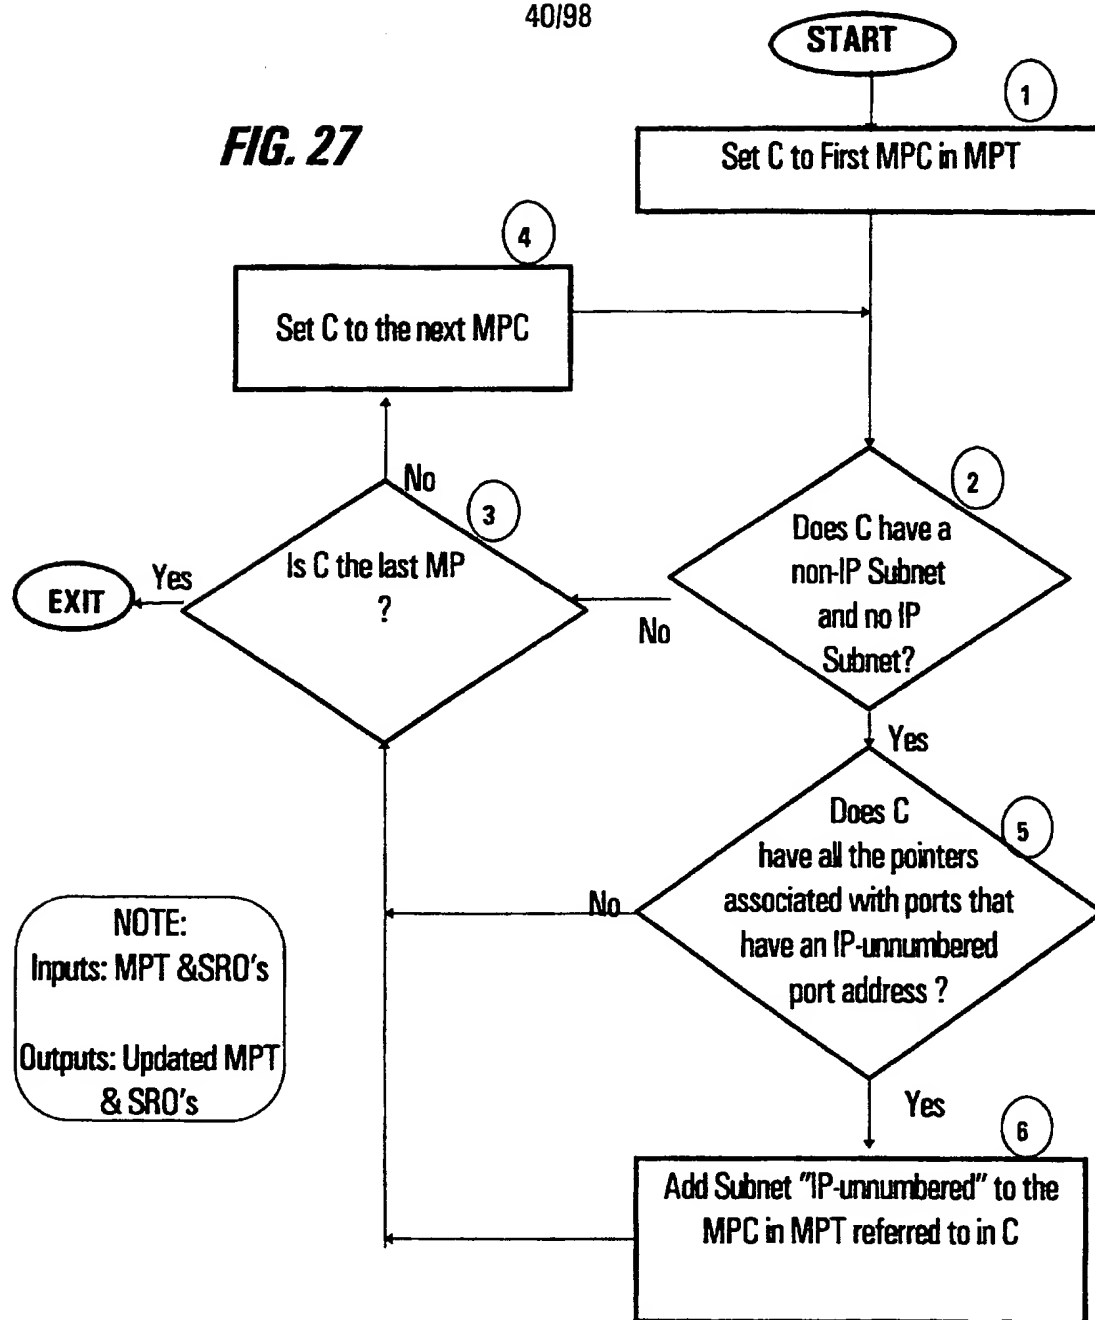 40/98
START
FIG. 27
1
Set C to First MPC in MPT
4
Set C to the next MPC
No
3
Is C the last MP
?
Yes
EXIT
No
2
Does C have a
non-IP Subnet
and no IP
Subnet?
Yes
5
Does C
have all the pointers
associated with ports that
have an IP-unnumbered
port address ?
No
NOTE:
Inputs: MPT &SRO's
Outputs: Updated MPT
& SRO's
Yes
6
Add Subnet "IP-unnumbered" to the
MPC in MPT referred to in C